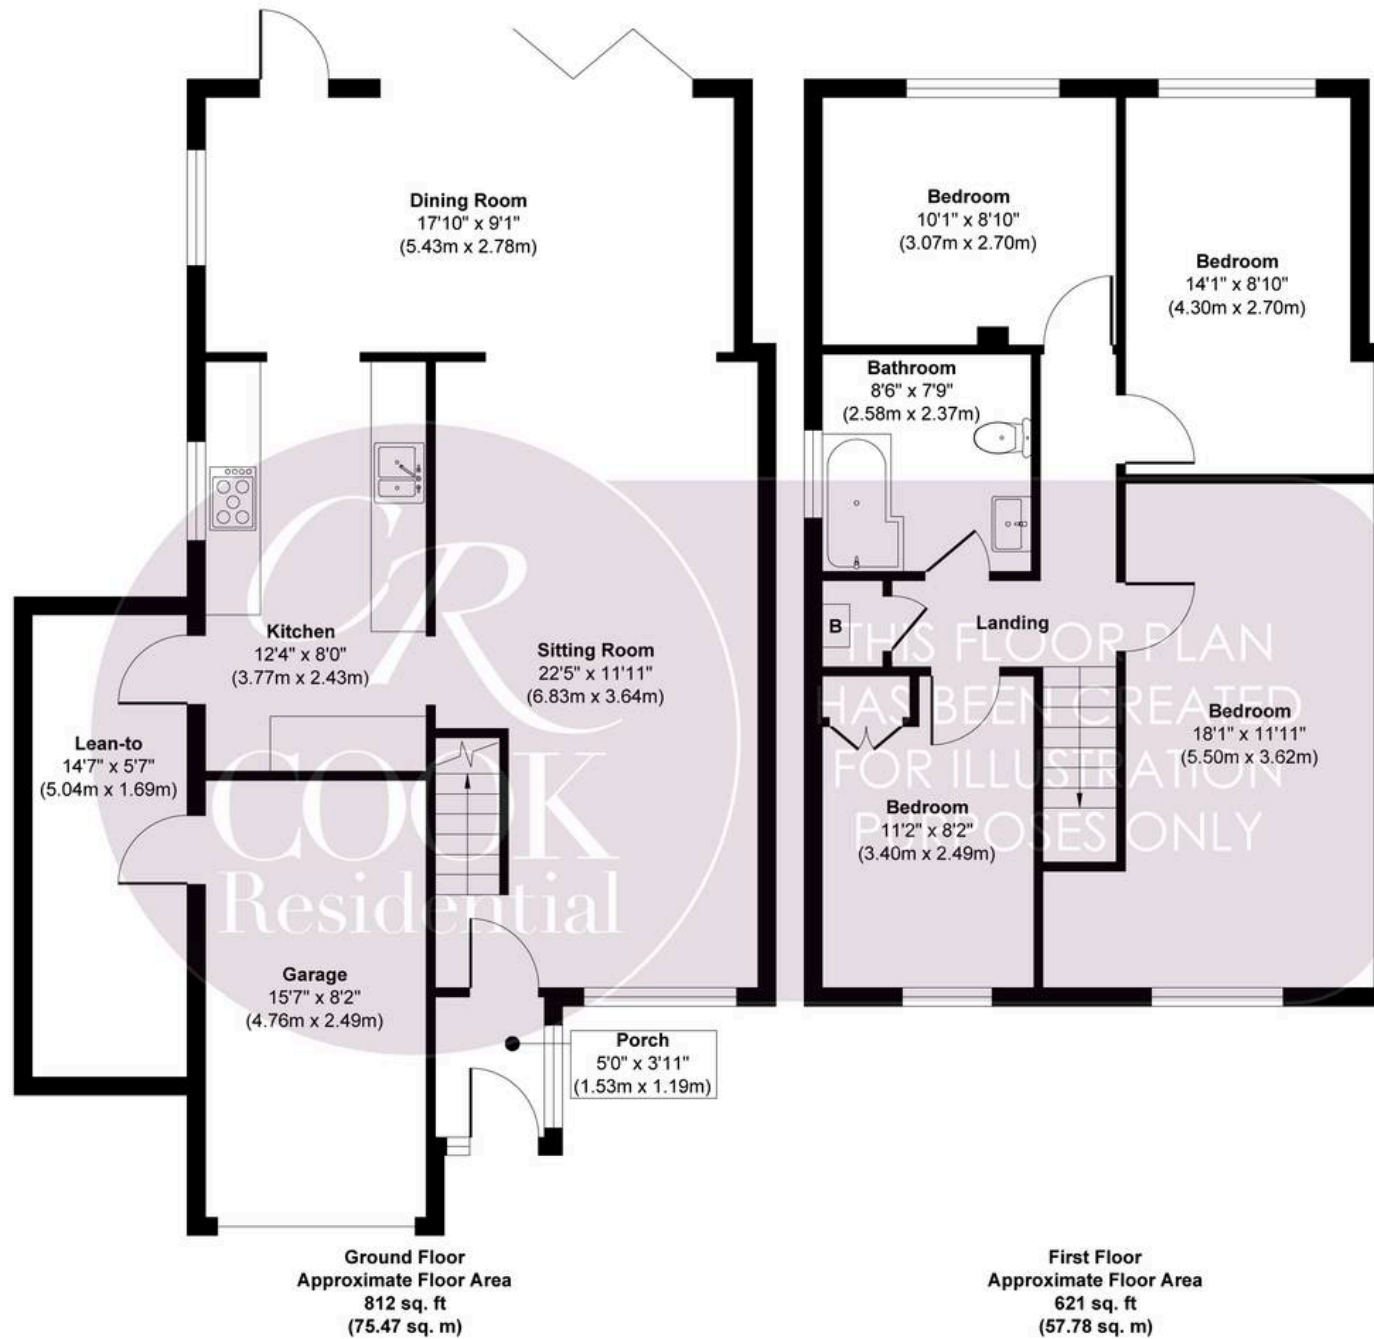 Dining Room
17'10" x 9'1"
(5.43m x 2.78m)
Kitchen
12'4" x 8'0"
(3.77m x 2.43m)
Sitting Room
22'5" x 11'11"
(6.83m x 3.64m)
Lean-to
14'7" x 5'7"
(5.04m x 1.69m)
Garage
15'7" x 8'2"
(4.76m x 2.49m)
Porch
5'0" x 3'11"
(1.53m x 1.19m)
CR
COOK
Residential
Ground Floor
Approximate Floor Area
812 sq. ft
(75.47 sq. m)
Bedroom
10'1" x 8'10"
(3.07m x 2.70m)
Bedroom
14'1" x 8'10"
(4.30m x 2.70m)
Bathroom
8'6" x 7'9"
(2.58m x 2.37m)
B
Landing
Bedroom
18'1" x 11'11"
(5.50m x 3.62m)
Bedroom
11'2" x 8'2"
(3.40m x 2.49m)
THIS FLOOR PLAN
HAS BEEN CREATED
FOR ILLUSTRATION
PURPOSES ONLY
First Floor
Approximate Floor Area
621 sq. ft
(57.78 sq. m)